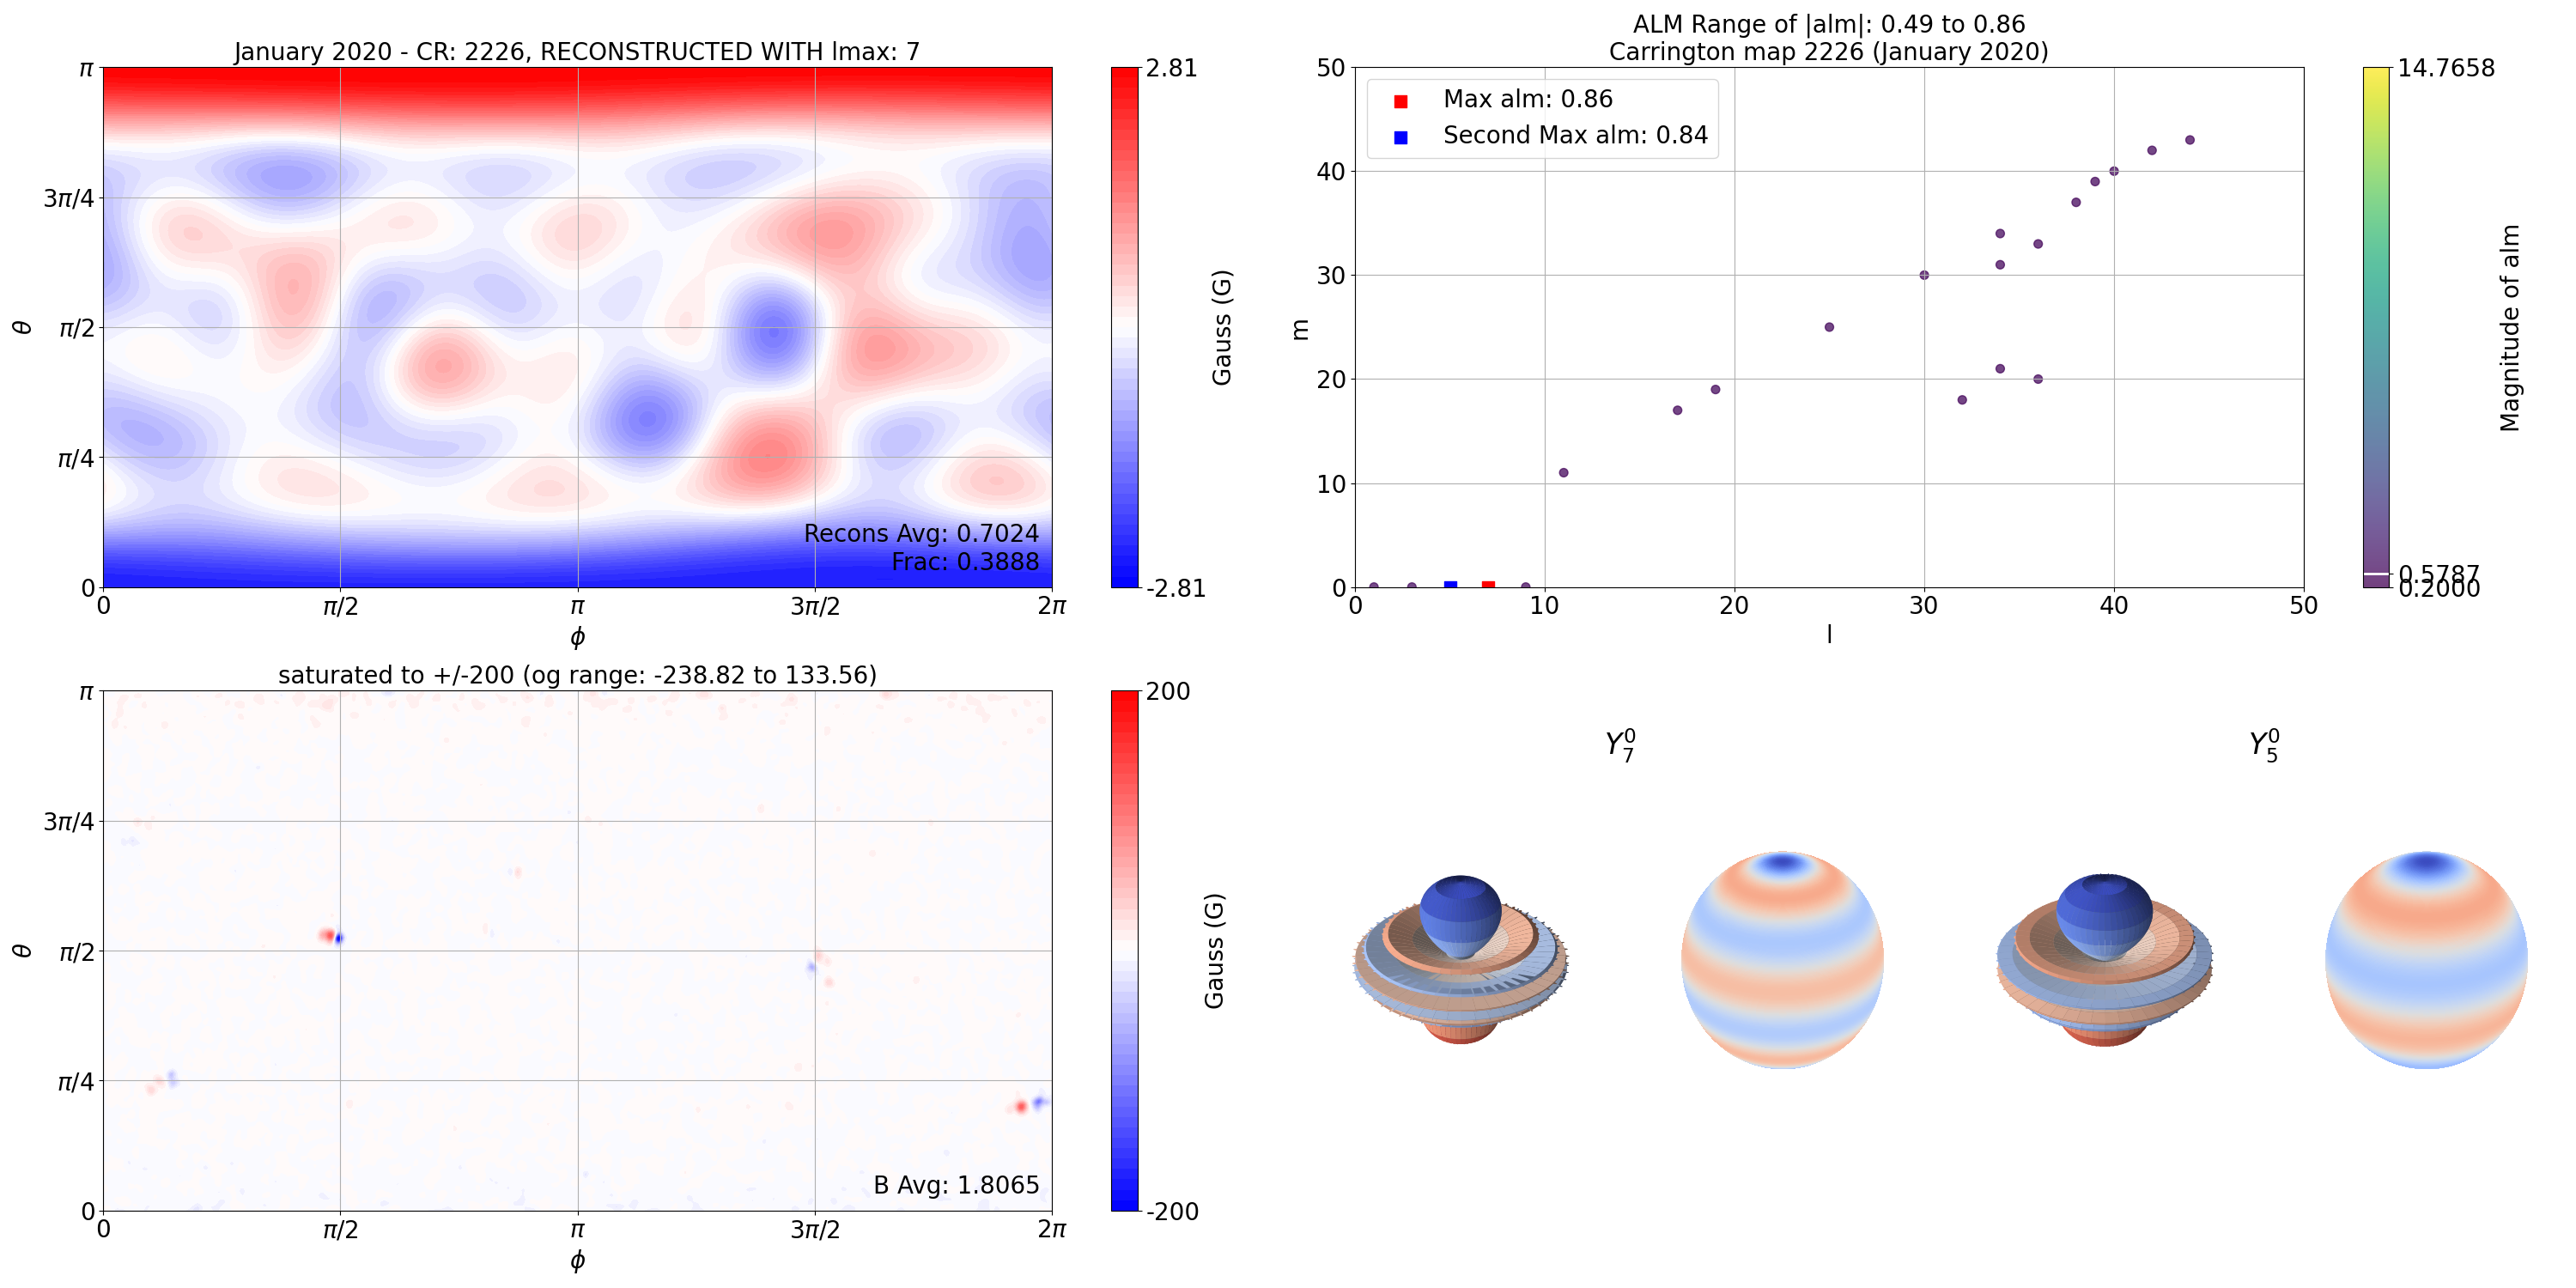 January 2020 - CR: 2226, RECONSTRUCTED WITH lmax: 7
π
3π/4
θ
π/2
π/4
0
0
π/2
π
3π/2
2π
ϕ
Recons Avg: 0.7024
Frac: 0.3888
2.81
Gauss (G)
-2.81
ALM Range of |alm|: 0.49 to 0.86
Carrington map 2226 (January 2020)
Max alm: 0.86
Second Max alm: 0.84
50
40
30
m
20
10
0
0
10
20
30
40
50
l
14.7658
Magnitude of alm
0.5787
0.2000
saturated to +/-200 (og range: -238.82 to 133.56)
π
3π/4
θ
π/2
π/4
0
0
π/2
π
3π/2
2π
ϕ
B Avg: 1.8065
200
Gauss (G)
-200
Y₇⁰
Y₅⁰